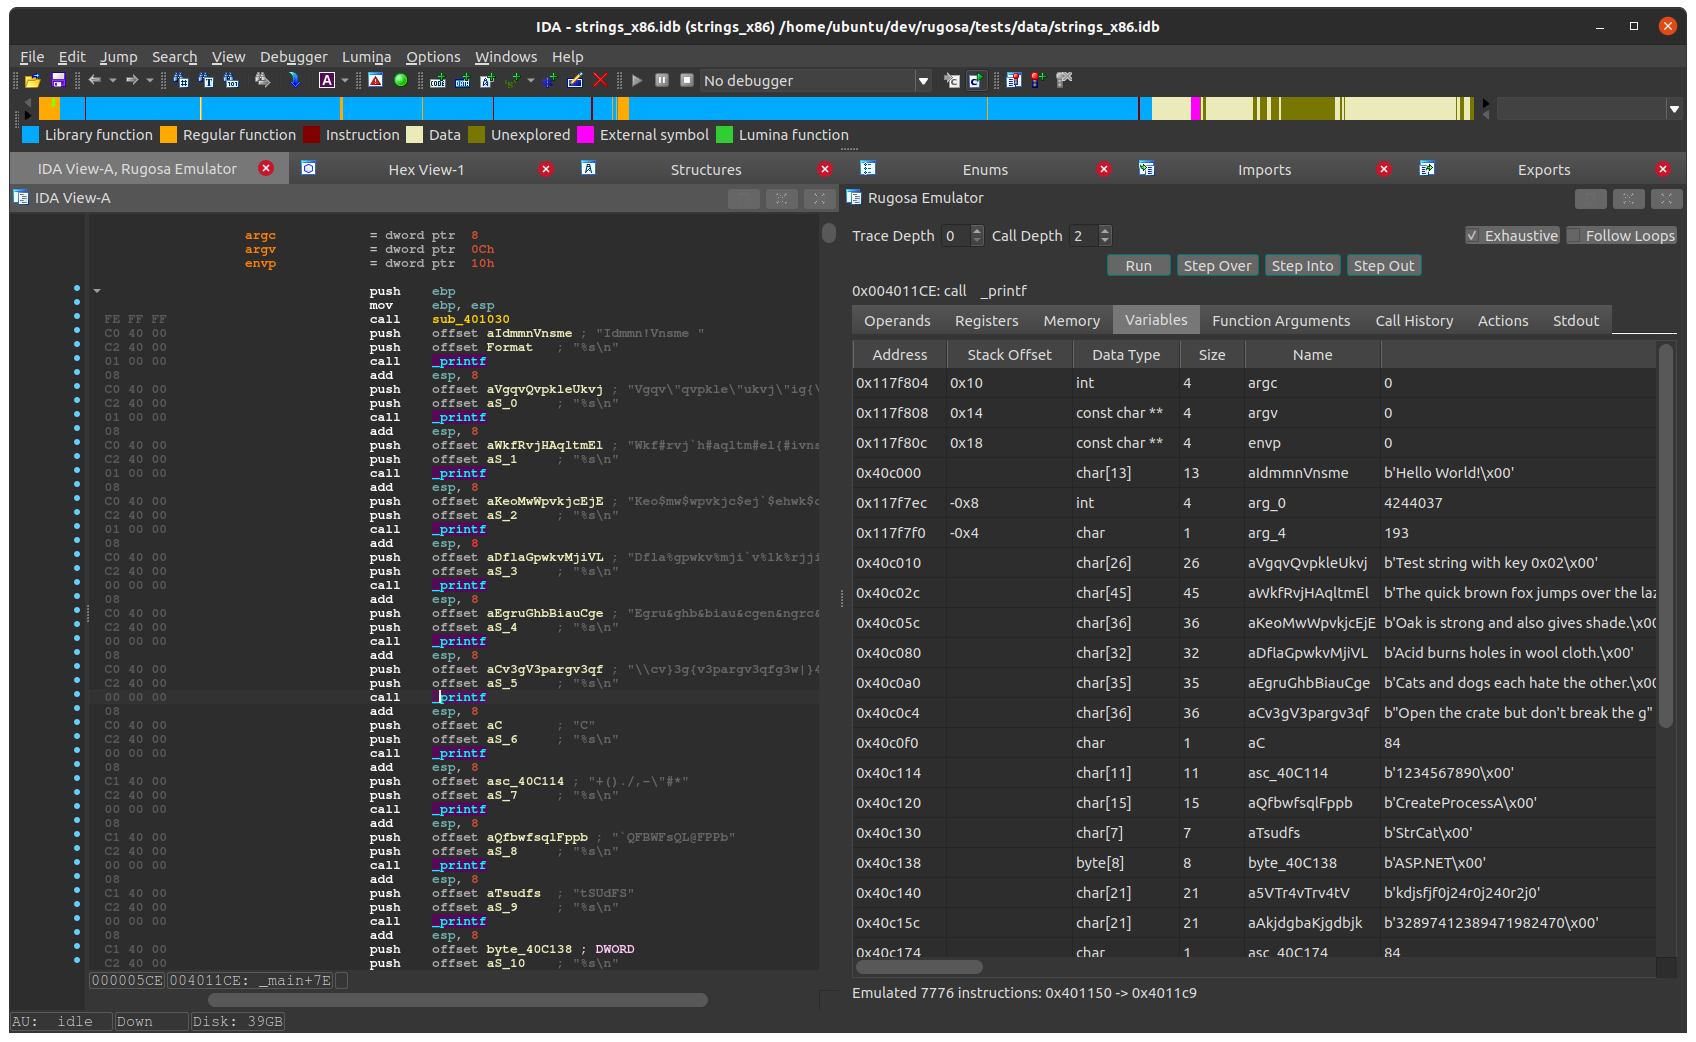 IDA - strings_x86.idb (strings_x86) /home/ubuntu/dev/rugosa/tests/data/strings_x86.idb
File Edit Jump Search View Debugger Lumina Options Windows Help
No debugger
Library function Regular function Instruction Data Unexplored External symbol Lumina function
IDA View-A, Rugosa Emulator Hex View-1 Structures Enums Imports Exports
IDA View-A
argc = dword ptr 8
argv = dword ptr 0Ch
envp = dword ptr 10h
push ebp
mov ebp, esp
FE FF FF call sub_401030
C0 40 00 push offset aIdmmnVnsme ; "Idmmn!Vnsme "
C2 40 00 push offset Format ; "%s\n"
01 00 00 call _printf
08 add esp, 8
C0 40 00 push offset aVgqvQvpkleUkvj ; "Vgqv\"qvpkle\"ukvj\"ig{\
C2 40 00 push offset aS_0 ; "%s\n"
01 00 00 call _printf
08 add esp, 8
C0 40 00 push offset aWkfRvjHAqltmEl ; "Wkf#rvj`h#aqltm#el{#ivns
C2 40 00 push offset aS_1 ; "%s\n"
01 00 00 call _printf
08 add esp, 8
C0 40 00 push offset aKeoMwWpvkjcEjE ; "Keo$mw$wpvkjc$ej`$ehwk$c
C2 40 00 push offset aS_2 ; "%s\n"
01 00 00 call _printf
08 add esp, 8
C0 40 00 push offset aDflaGpwkvMjiVL ; "Dfla%gpwkv%mji`v%lk%rjji
C2 40 00 push offset aS_3 ; "%s\n"
00 00 00 call _printf
08 add esp, 8
C0 40 00 push offset aEgruGhbBiauCge ; "Egru&ghb&biau&cgen&ngrc&
C2 40 00 push offset aS_4 ; "%s\n"
00 00 00 call _printf
08 add esp, 8
C0 40 00 push offset aCv3gV3pargv3qf ; "\\cv}3g{v3pargv3qfg3w|}4
C2 40 00 push offset aS_5 ; "%s\n"
00 00 00 call _printf
08 add esp, 8
C0 40 00 push offset aC ; "C"
C2 40 00 push offset aS_6 ; "%s\n"
00 00 00 call _printf
08 add esp, 8
C1 40 00 push offset asc_40C114 ; "+()./,-\"#*"
C2 40 00 push offset aS_7 ; "%s\n"
00 00 00 call _printf
08 add esp, 8
C1 40 00 push offset aQfbwfsqlFppb ; "`QFBWFsQL@FPPb"
C2 40 00 push offset aS_8 ; "%s\n"
00 00 00 call _printf
08 add esp, 8
C1 40 00 push offset aTsudfs ; "tSUdFS"
C2 40 00 push offset aS_9 ; "%s\n"
00 00 00 call _printf
08 add esp, 8
C1 40 00 push offset byte_40C138 ; DWORD
C2 40 00 push offset aS_10 ; "%s\n"
000005CE 004011CE: _main+7E
Rugosa Emulator
Trace Depth 0 Call Depth 2 Exhaustive Follow Loops
Run Step Over Step Into Step Out
0x004011CE: call _printf
Operands Registers Memory Variables Function Arguments Call History Actions Stdout
Address Stack Offset Data Type Size Name
0x117f804 0x10 int 4 argc 0
0x117f808 0x14 const char ** 4 argv 0
0x117f80c 0x18 const char ** 4 envp 0
0x40c000 char[13] 13 aIdmmnVnsme b'Hello World!\x00'
0x117f7ec -0x8 int 4 arg_0 4244037
0x117f7f0 -0x4 char 1 arg_4 193
0x40c010 char[26] 26 aVgqvQvpkleUkvj b'Test string with key 0x02\x00'
0x40c02c char[45] 45 aWkfRvjHAqltmEl b'The quick brown fox jumps over the laz
0x40c05c char[36] 36 aKeoMwWpvkjcEjE b'Oak is strong and also gives shade.\x00
0x40c080 char[32] 32 aDflaGpwkvMjiVL b'Acid burns holes in wool cloth.\x00'
0x40c0a0 char[35] 35 aEgruGhbBiauCge b'Cats and dogs each hate the other.\x00
0x40c0c4 char[36] 36 aCv3gV3pargv3qf b"Open the crate but don't break the g"
0x40c0f0 char 1 aC 84
0x40c114 char[11] 11 asc_40C114 b'1234567890\x00'
0x40c120 char[15] 15 aQfbwfsqlFppb b'CreateProcessA\x00'
0x40c130 char[7] 7 aTsudfs b'StrCat\x00'
0x40c138 byte[8] 8 byte_40C138 b'ASP.NET\x00'
0x40c140 char[21] 21 a5VTr4vTrv4tV b'kdjsfjf0j24r0j240r2j0'
0x40c15c char[21] 21 aAkjdgbaKjgdbjk b'32897412389471982470\x00'
0x40c174 char 1 asc_40C174 84
Emulated 7776 instructions: 0x401150 -> 0x4011c9
AU: idle Down Disk: 39GB